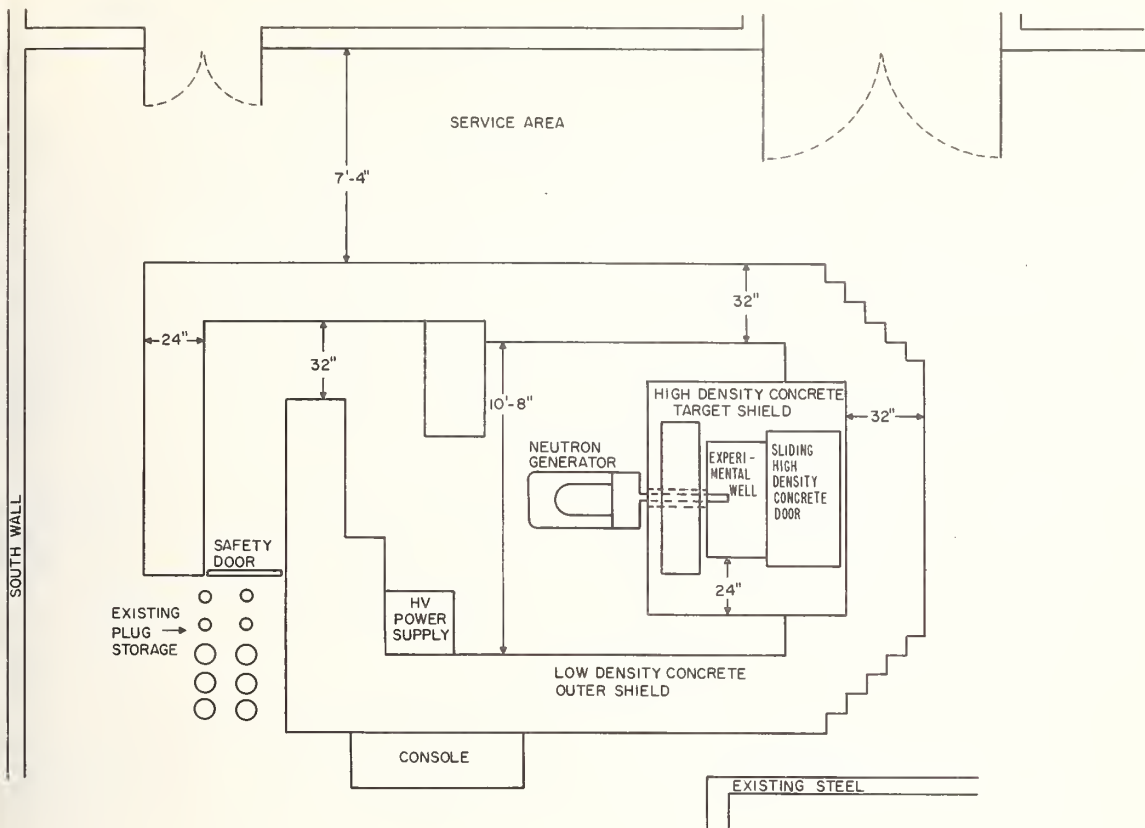 SERVICE AREA
7'-4"
32"
24"
32"
10'-8"
HIGH DENSITY CONCRETE
TARGET SHIELD
32"
NEUTRON
GENERATOR
EXPERI-
MENTAL
WELL
SLIDING
HIGH
DENSITY
CONCRETE
DOOR
SOUTH WALL
SAFETY
DOOR
24"
EXISTING
PLUG
STORAGE
HV
POWER
SUPPLY
LOW DENSITY CONCRETE
OUTER SHIELD
CONSOLE
EXISTING STEEL